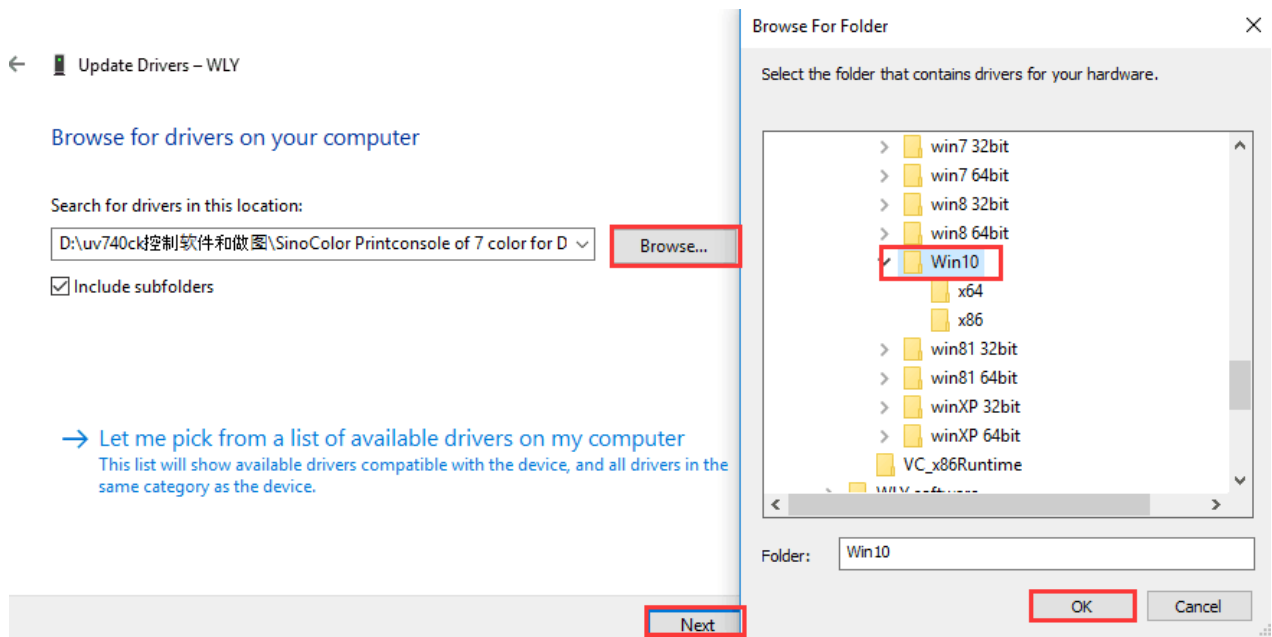 Update Drivers – WLY
Browse for drivers on your computer
Search for drivers in this location:
D:\uv740ck控制软件和做图\SinoColor Printconsole of 7 color for D
Browse...
Include subfolders
Let me pick from a list of available drivers on my computer
This list will show available drivers compatible with the device, and all drivers in the
same category as the device.
Next
Browse For Folder
Select the folder that contains drivers for your hardware.
win7 32bit
win7 64bit
win8 32bit
win8 64bit
Win10
x64
x86
win81 32bit
win81 64bit
winXP 32bit
winXP 64bit
VC_x86Runtime
WLY software
Folder:
Win10
OK
Cancel